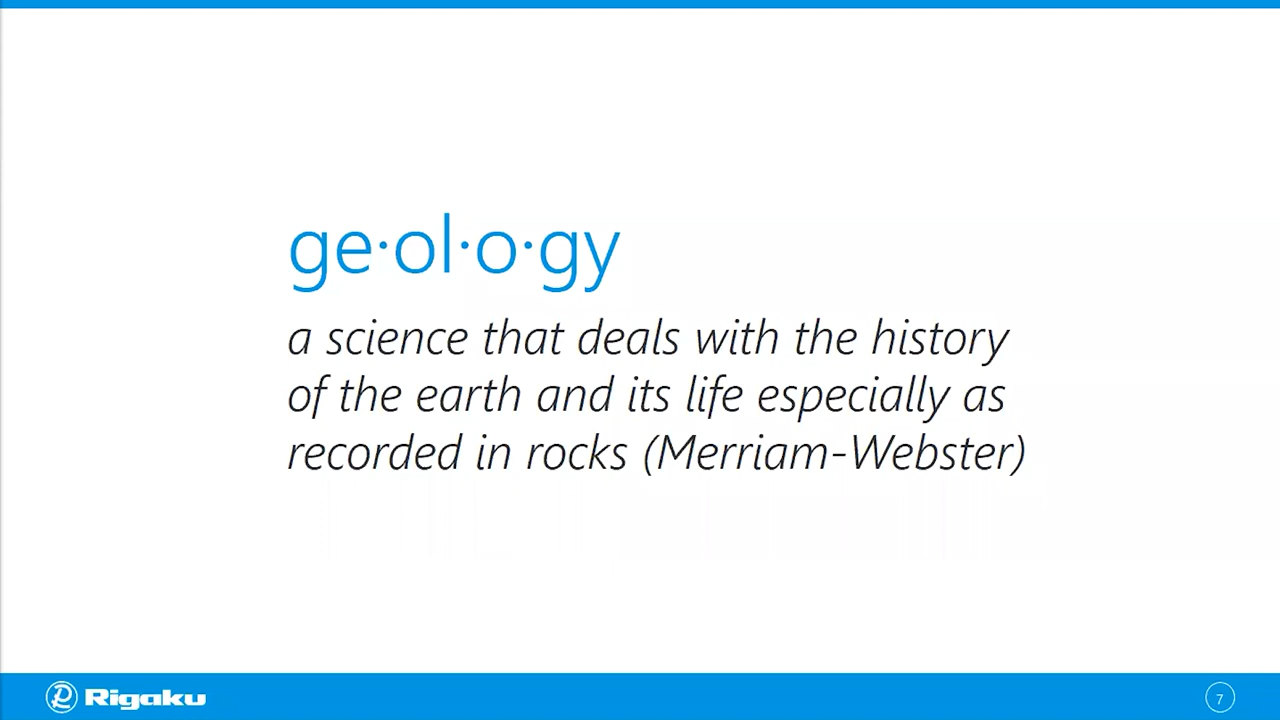 ge·ol·o·gy
a science that deals with the history
of the earth and its life especially as
recorded in rocks (Merriam-Webster)
Rigaku
7